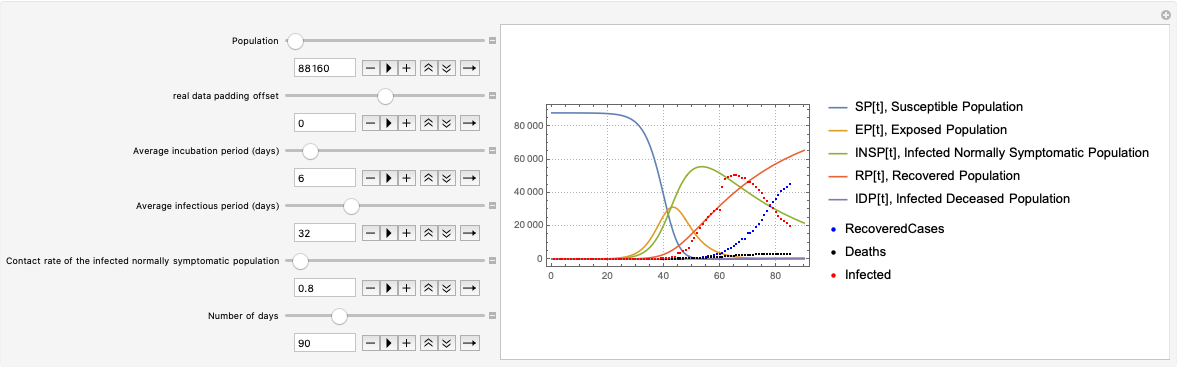 Population
88160
real data padding offset
0
Average incubation period (days)
6
Average infectious period (days)
32
Contact rate of the infected normally symptomatic population
0.8
Number of days
90
80 000
60 000
40 000
20 000
0
0 20 40 60 80
SP[t], Susceptible Population
EP[t], Exposed Population
INSP[t], Infected Normally Symptomatic Population
RP[t], Recovered Population
IDP[t], Infected Deceased Population
RecoveredCases
Deaths
Infected